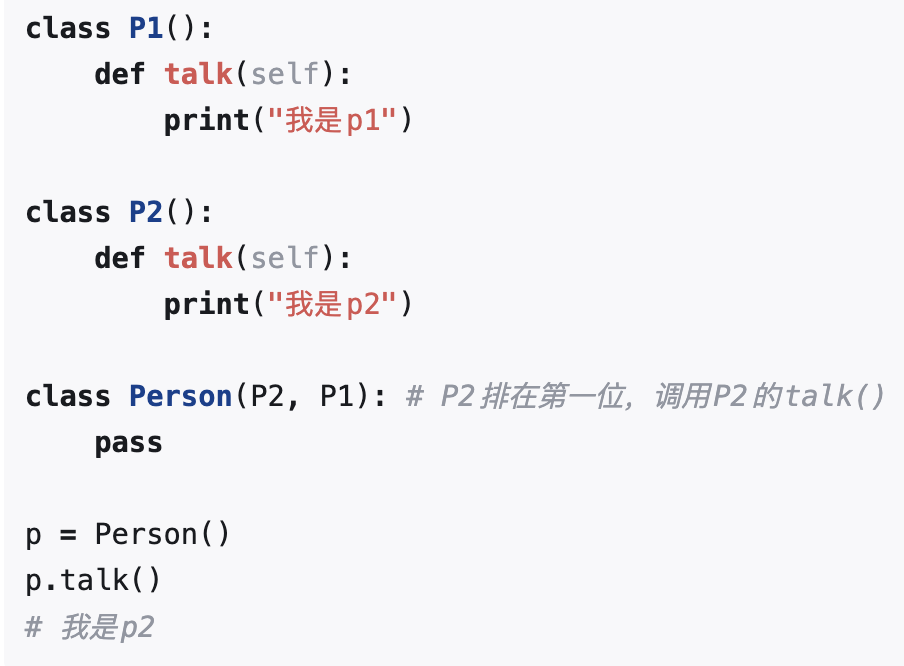 class P1():
    def talk(self):
        print("我是p1")

class P2():
    def talk(self):
        print("我是p2")

class Person(P2, P1): # P2排在第一位，调用P2的talk()
    pass

p = Person()
p.talk()
# 我是p2